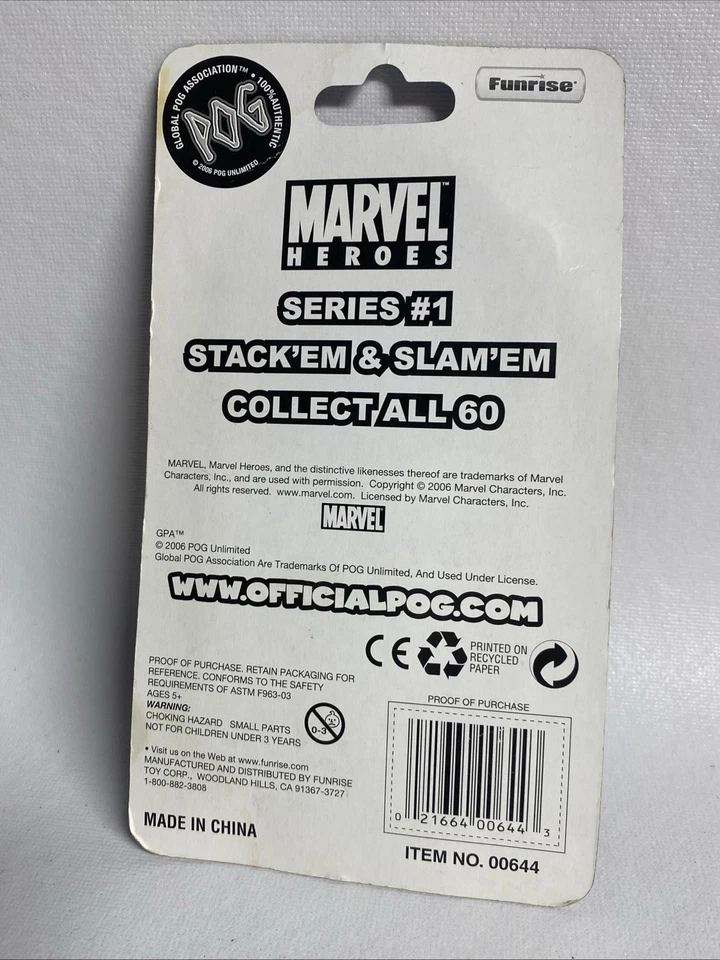 GLOBAL POG ASSOCIATION™ • 100% AUTHENTIC
POG
© 2006 POG UNLIMITED
Funrise®
MARVEL™
HEROES
SERIES #1
STACK'EM & SLAM'EM
COLLECT ALL 60
MARVEL, Marvel Heroes, and the distinctive likenesses thereof are trademarks of Marvel
Characters, Inc., and are used with permission. Copyright © 2006 Marvel Characters, Inc.
All rights reserved. www.marvel.com. Licensed by Marvel Characters, Inc.
MARVEL
GPA™
© 2006 POG Unlimited
Global POG Association Are Trademarks Of POG Unlimited, And Used Under License.
WWW.OFFICIALPOG.COM
CE
PRINTED ON
RECYCLED
PAPER
PROOF OF PURCHASE. RETAIN PACKAGING FOR
REFERENCE. CONFORMS TO THE SAFETY
REQUIREMENTS OF ASTM F963-03
AGES 5+
WARNING:
CHOKING HAZARD SMALL PARTS
NOT FOR CHILDREN UNDER 3 YEARS
0-3
• Visit us on the Web at www.funrise.com
MANUFACTURED AND DISTRIBUTED BY FUNRISE
TOY CORP., WOODLAND HILLS, CA 91367-3727
1-800-882-3808
MADE IN CHINA
PROOF OF PURCHASE
0 21664 00644 3
ITEM NO. 00644